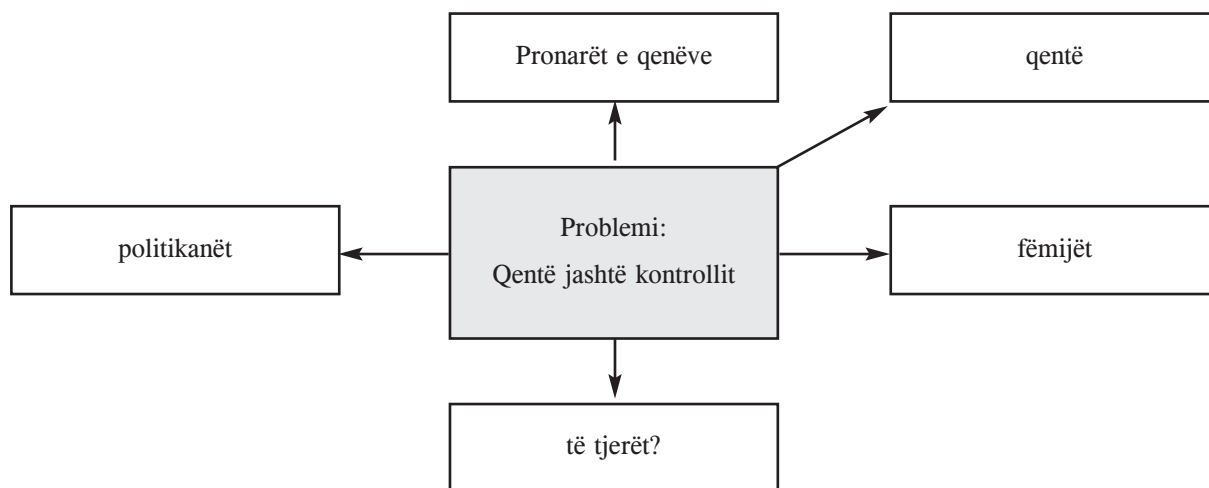 Pronarët e qenëve
qentë
Problemi:
Qentë jashtë kontrollit
politikanët
fëmijët
të tjerët?